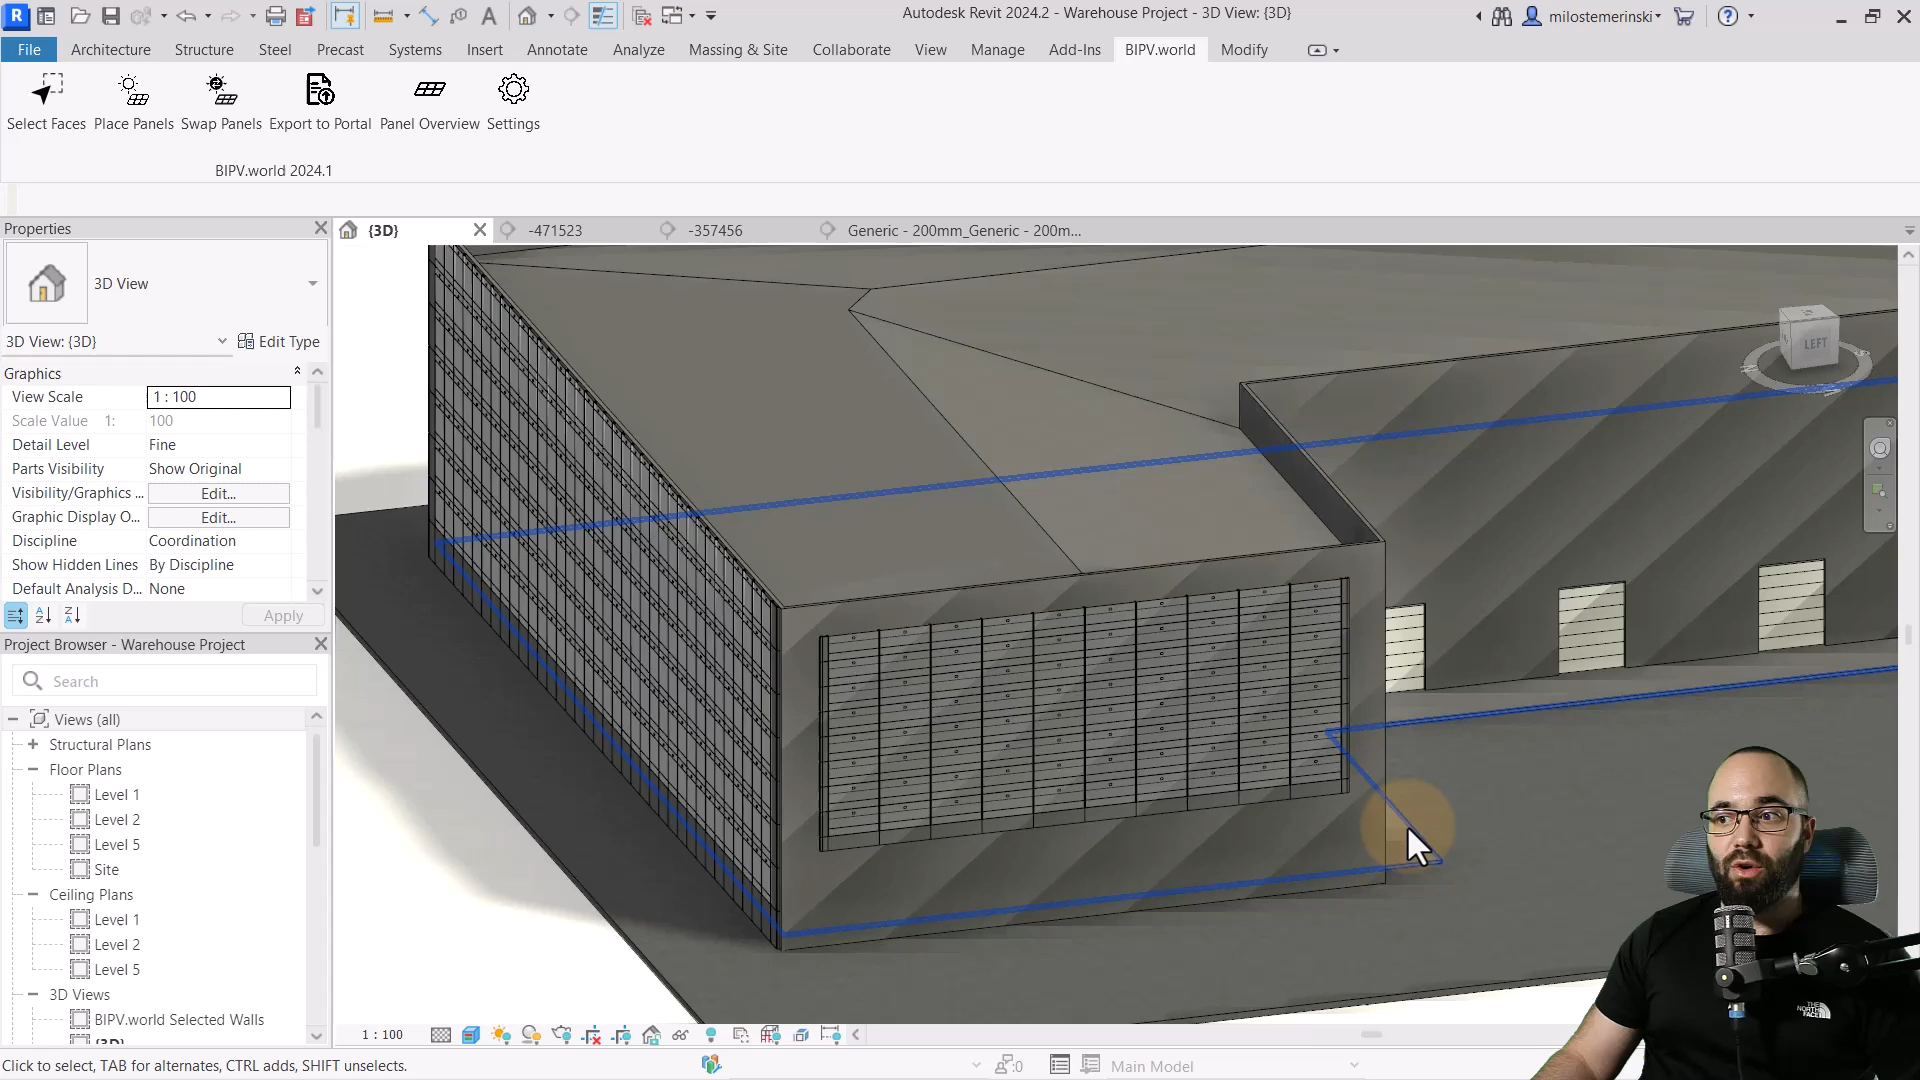 Autodesk Revit 2024.2 - Warehouse Project - 3D View: {3D}
milostemerinski
File Architecture Structure Steel Precast Systems Insert Annotate Analyze Massing & Site Collaborate View Manage Add-Ins BIPV.world Modify
Select Faces Place Panels Swap Panels Export to Portal Panel Overview Settings
BIPV.world 2024.1
Properties
{3D} -471523 -357456 Generic - 200mm_Generic - 200m...
3D View
3D View: {3D} Edit Type
Graphics
View Scale 1 : 100
Scale Value 1: 100
Detail Level Fine
Parts Visibility Show Original
Visibility/Graphics ... Edit...
Graphic Display O... Edit...
Discipline Coordination
Show Hidden Lines By Discipline
Default Analysis D... None
Apply
Project Browser - Warehouse Project
Search
Views (all)
Structural Plans
Floor Plans
Level 1
Level 2
Level 5
Site
Ceiling Plans
Level 1
Level 2
Level 5
3D Views
BIPV.world Selected Walls
{3D}
LEFT
THE
NORTH
FACE
1 : 100
Click to select, TAB for alternates, CTRL adds, SHIFT unselects.
:0
Main Model